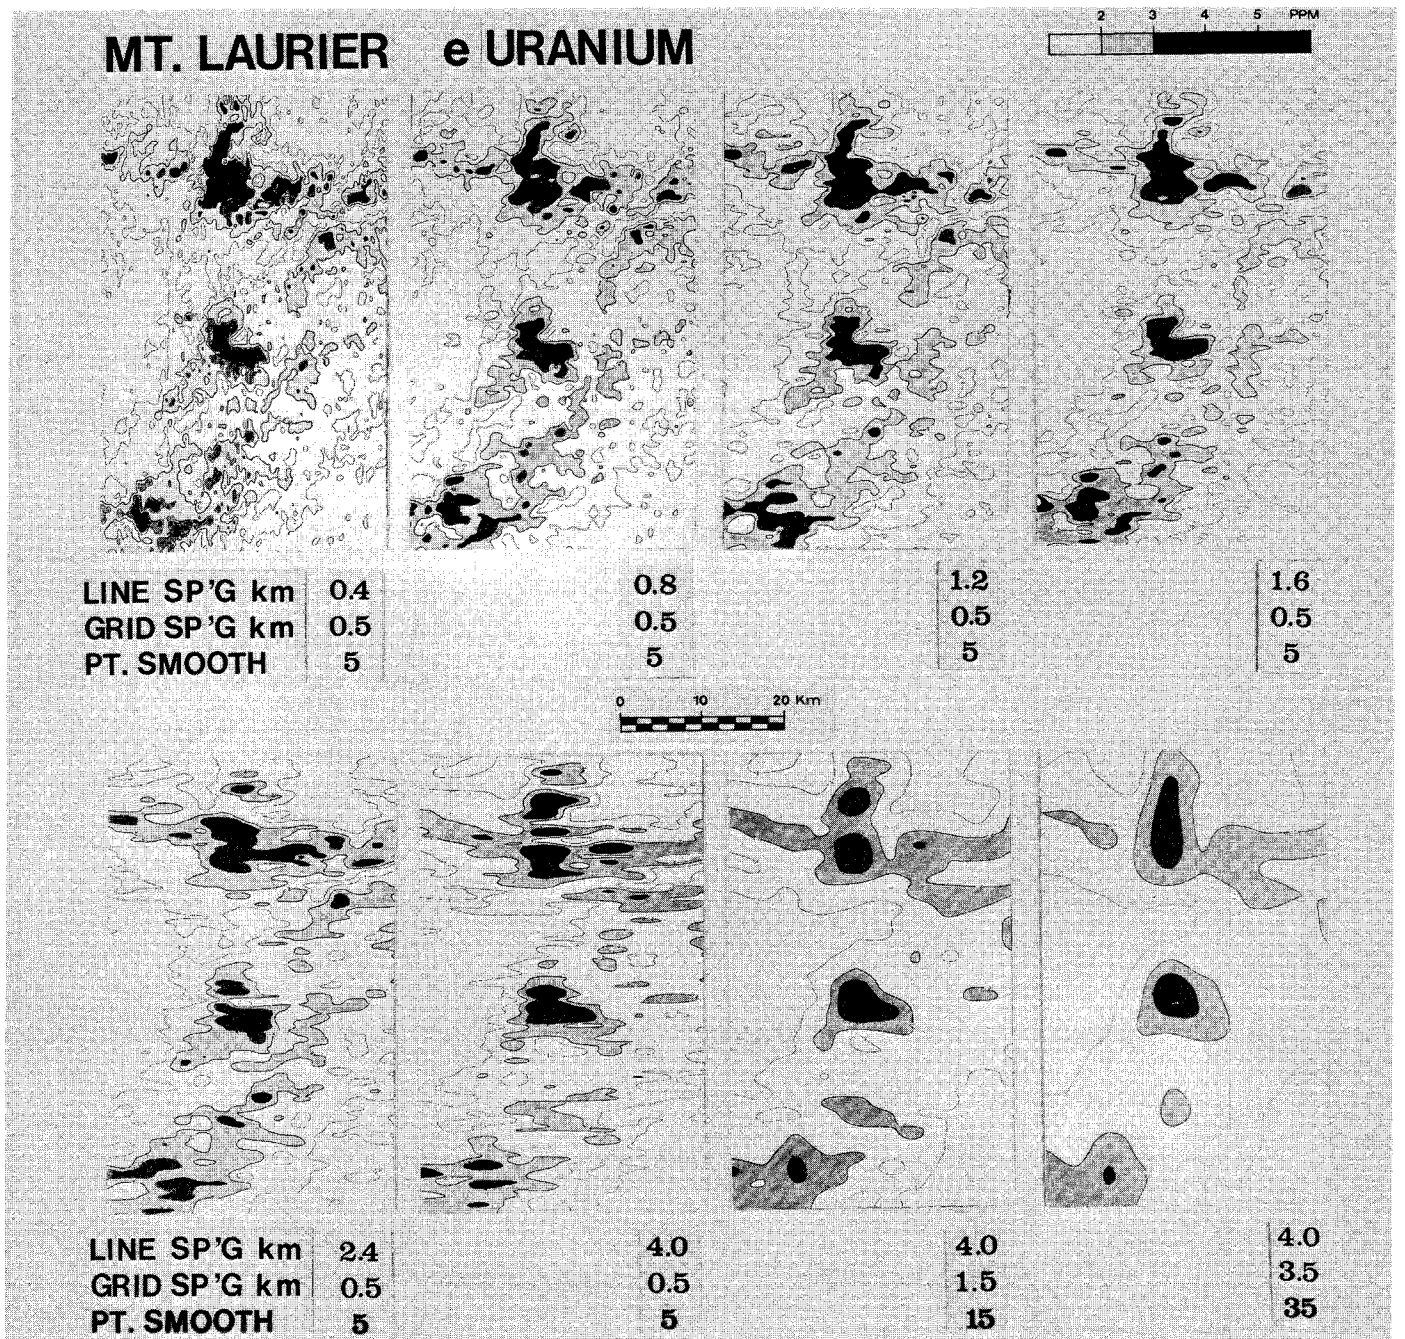 MT. LAURIER e URANIUM
2 3 4 5 PPM
LINE SP'G km 0.4 0.8 1.2 1.6
GRID SP'G km 0.5 0.5 0.5 0.5
PT. SMOOTH 5 5 5 5
0 10 20 Km
LINE SP'G km 2.4 4.0 4.0 4.0
GRID SP'G km 0.5 0.5 1.5 3.5
PT. SMOOTH 5 5 15 35